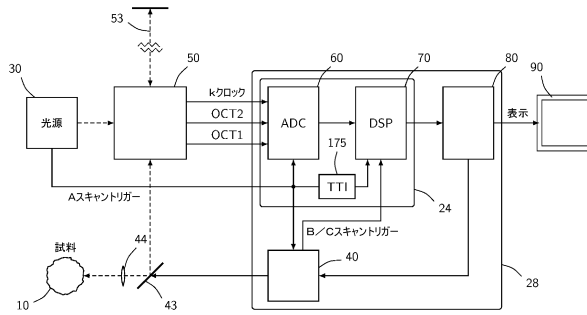 53
30
50
60
70
80
90
光源
kクロック
OCT2
OCT1
ADC
DSP
表示
175
TTI
Aスキャントリガー
24
B/Cスキャントリガー
試料
44
40
28
10
43